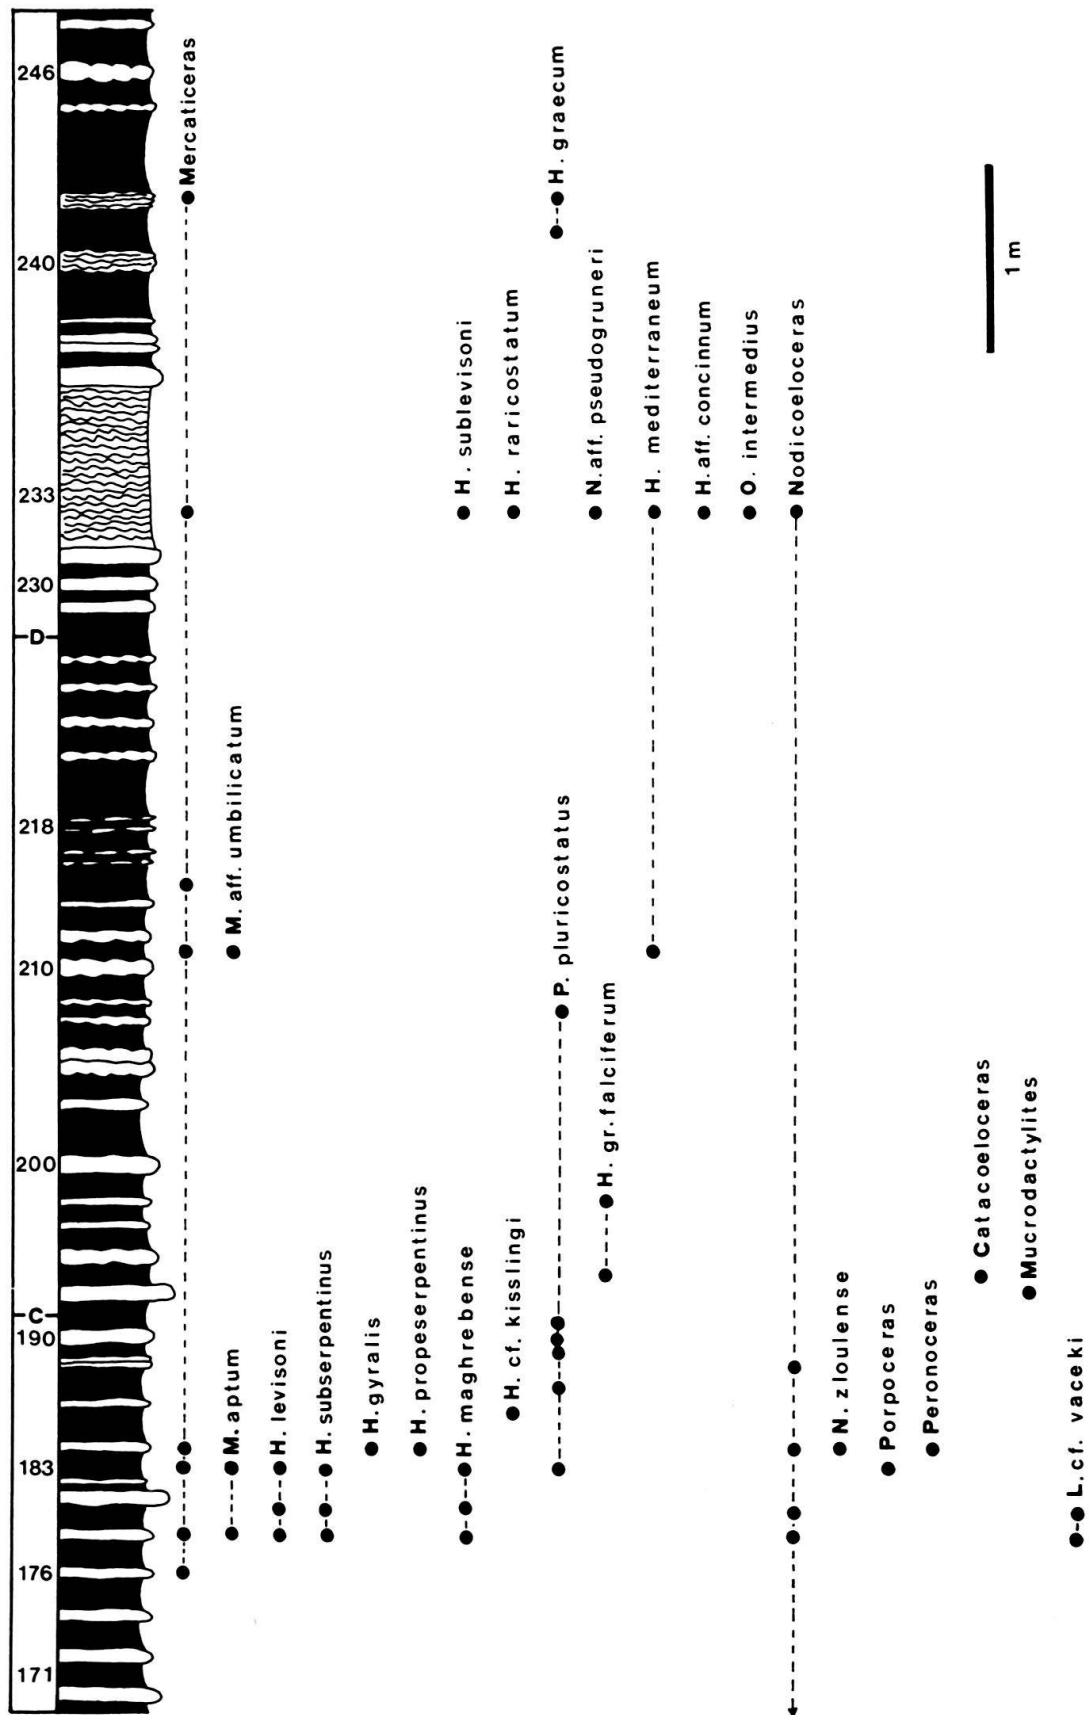 246
240
233
230
D
218
210
200
C
190
183
176
171
Mercaticeras
M. aff. umbilicatum
M. aptum
H. levisoni
H. subserpentinus
H. gyralis
H. propeserpentinus
H. maghrebense
H. sublevisoni
H. cf. kisslingi
H. raricostatum
P. pluricostatus
H. graecum
H. gr. falciferum
N. aff. pseudogruneri
H. mediterraneum
H. aff. concinnum
O. intermedius
Nodicoeloceras
N. zloulense
Porpoceras
Peronoceras
Catacoeloceras
Mucrodactylites
L. cf. vaceki
1 m